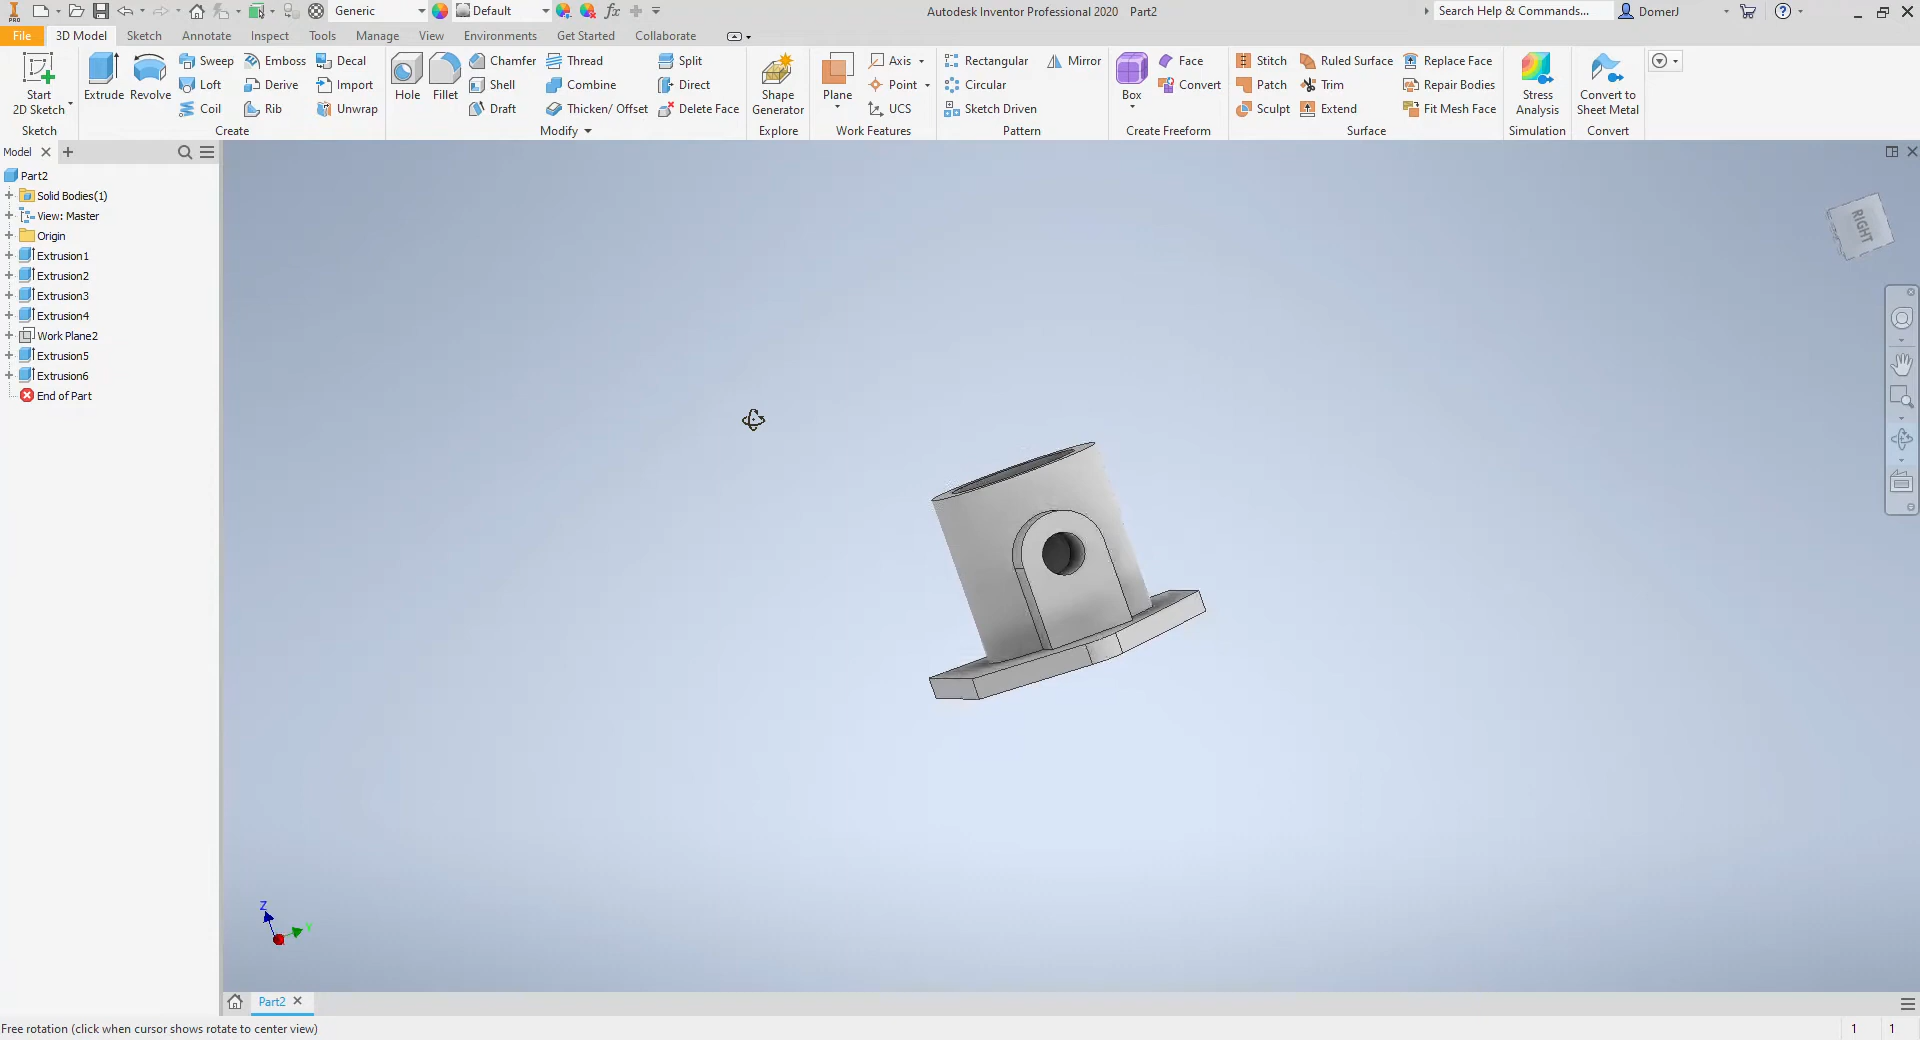 Generic
Default
fx
Autodesk Inventor Professional 2020 Part2
Search Help & Commands...
DomerJ
File 3D Model Sketch Annotate Inspect Tools Manage View Environments Get Started Collaborate
Start 2D Sketch
Extrude
Revolve
Sweep
Loft
Coil
Emboss
Derive
Rib
Decal
Import
Unwrap
Hole
Fillet
Chamfer
Shell
Draft
Thread
Combine
Thicken/ Offset
Split
Direct
Delete Face
Shape Generator
Plane
Axis
Point
UCS
Rectangular
Circular
Sketch Driven
Mirror
Box
Face
Convert
Stitch
Patch
Sculpt
Ruled Surface
Trim
Extend
Replace Face
Repair Bodies
Fit Mesh Face
Stress Analysis
Convert to Sheet Metal
Sketch Create Modify Explore Work Features Pattern Create Freeform Surface Simulation Convert
Model
Part2
Solid Bodies(1)
View: Master
Origin
Extrusion1
Extrusion2
Extrusion3
Extrusion4
Work Plane2
Extrusion5
Extrusion6
End of Part
RIGHT
Z
Y
Part2
Free rotation (click when cursor shows rotate to center view)
1 1